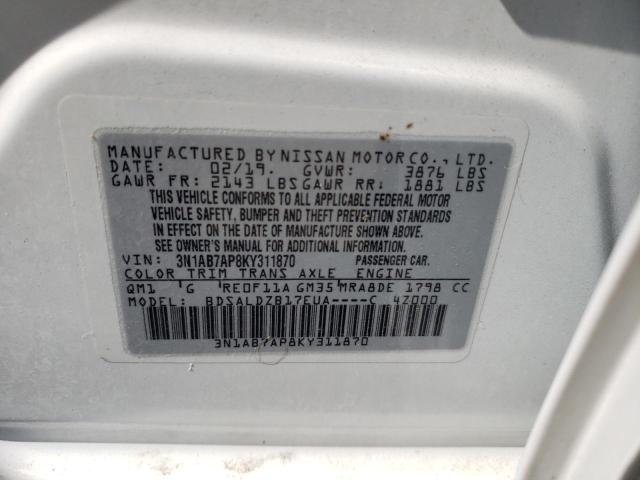 MANUFACTURED BY NISSAN MOTOR CO., LTD.
DATE: 02/19. GVWR: 3876 LBS
GAWR FR: 2143 LBS GAWR RR: 1881 LBS
THIS VEHICLE CONFORMS TO ALL APPLICABLE FEDERAL MOTOR
VEHICLE SAFETY, BUMPER AND THEFT PREVENTION STANDARDS
IN EFFECT ON THE DATE OF MANUFACTURE SHOWN ABOVE.
SEE OWNER'S MANUAL FOR ADDITIONAL INFORMATION.
VIN: 3N1AB7AP8KY311870 PASSENGER CAR.
COLOR TRIM TRANS AXLE ENGINE
QM1 G RE0F11A GM35 MRA8DE 1798 CC
MODEL: BDSALDZB17EUA----C 4Z000
3N1AB7AP8KY311870